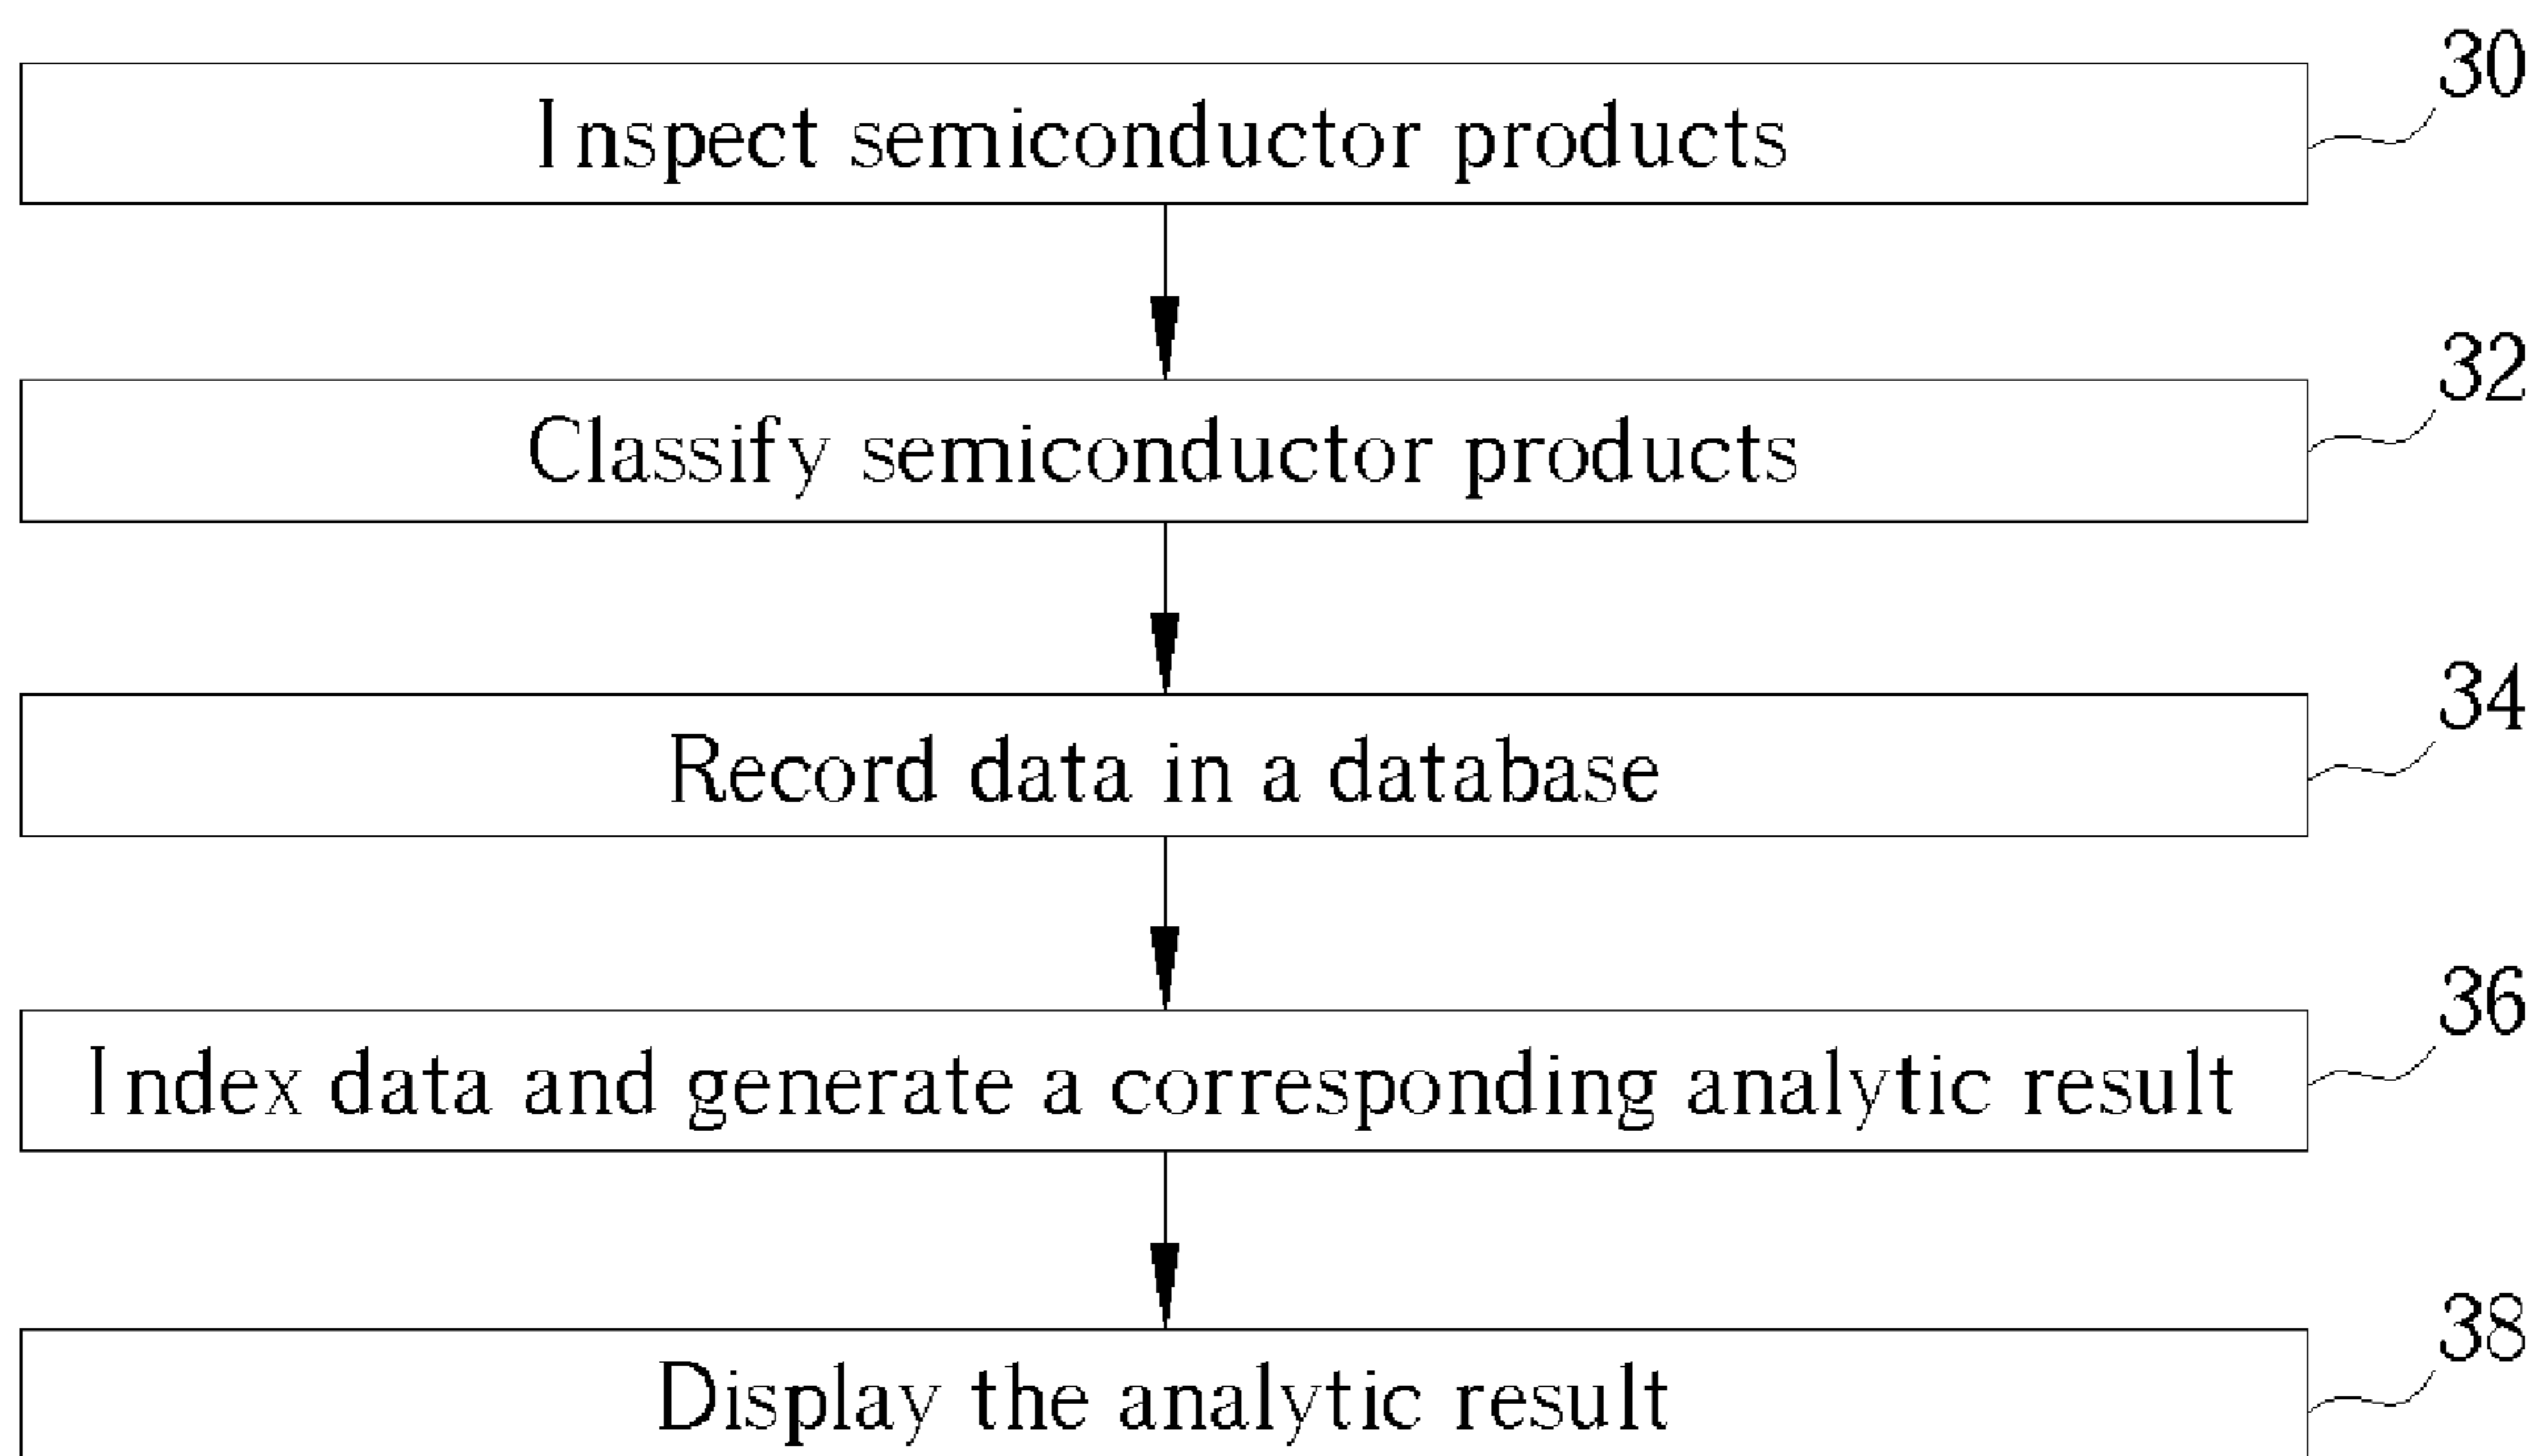 30
Inspect semiconductor products
32
Classify semiconductor products
34
Record data in a database
36
Index data and generate a corresponding analytic result
38
Display the analytic result